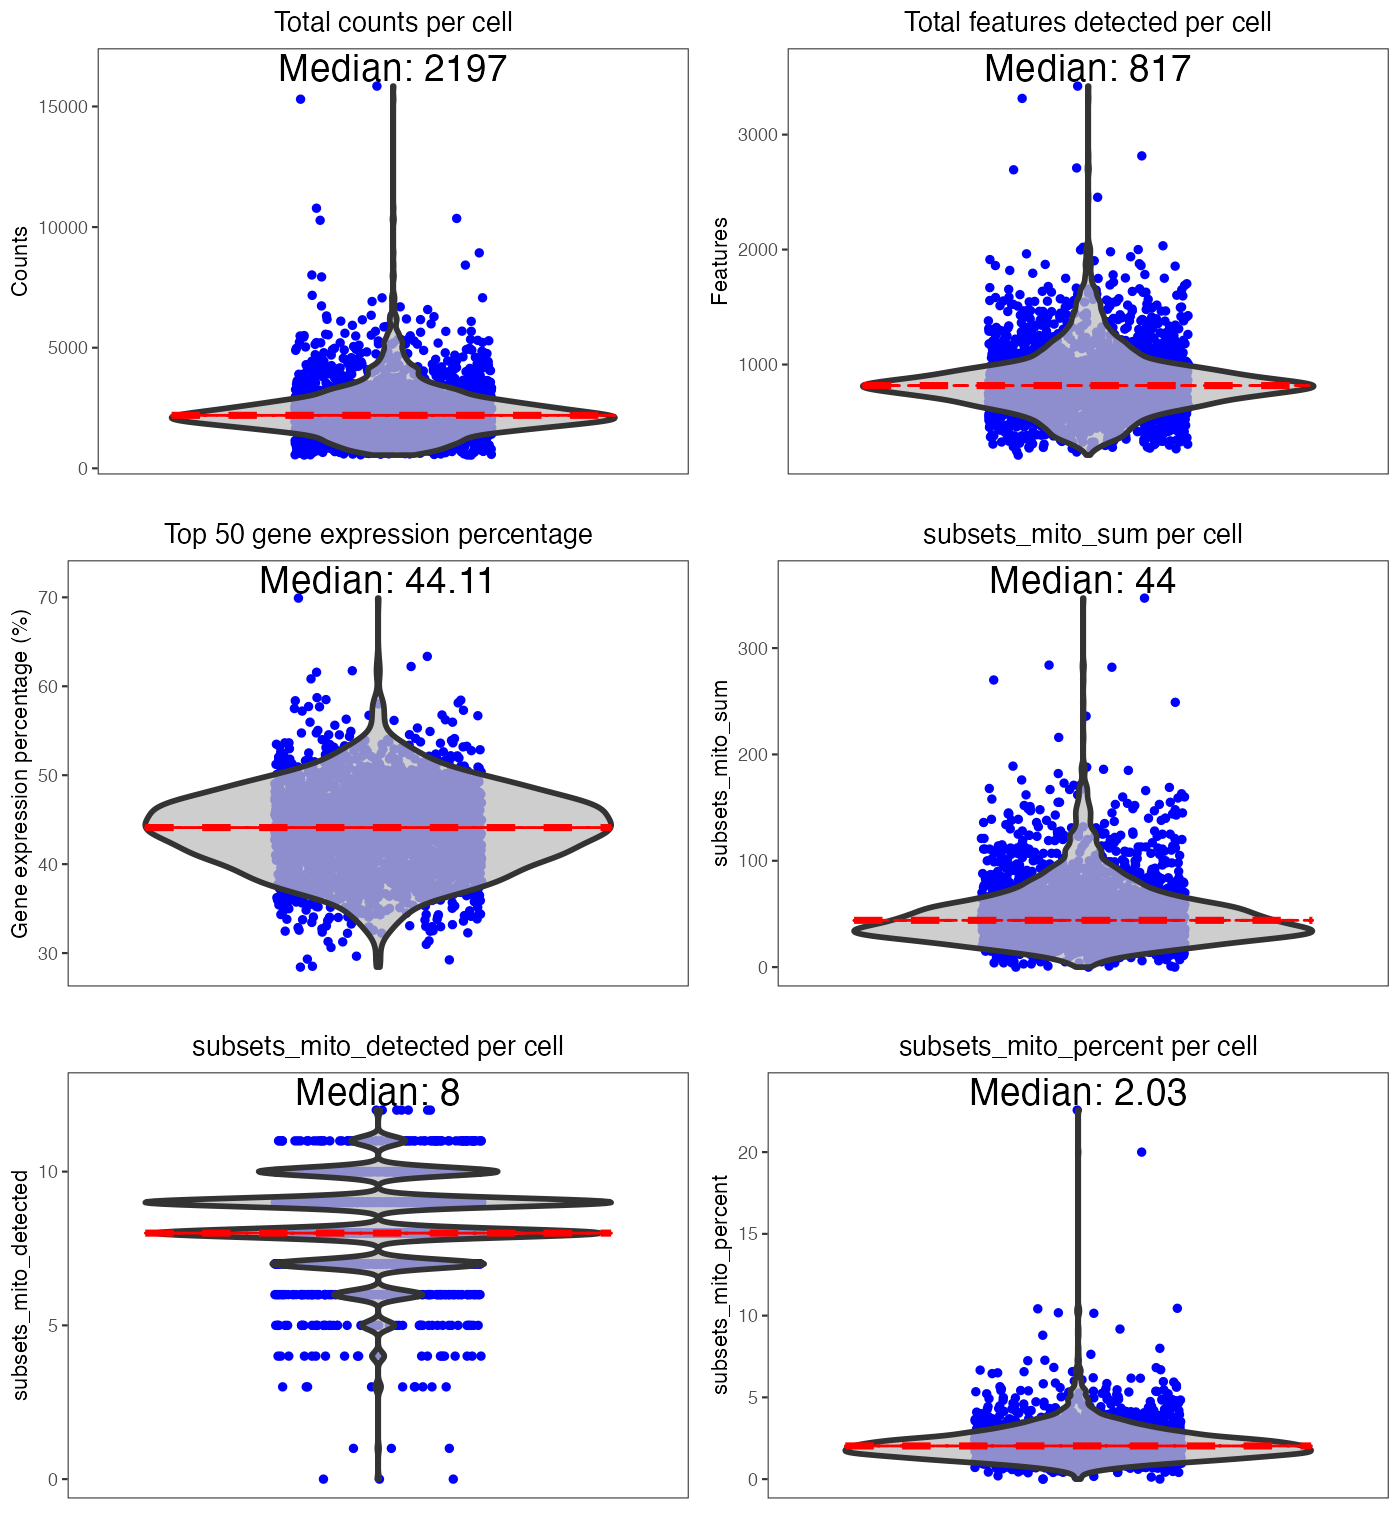 Total counts per cell
Median: 2197
Counts
15000
10000
5000
0
Total features detected per cell
Median: 817
Features
3000
2000
1000
Top 50 gene expression percentage
Median: 44.11
Gene expression percentage (%)
70
60
50
40
30
subsets_mito_sum per cell
Median: 44
subsets_mito_sum
300
200
100
0
subsets_mito_detected per cell
Median: 8
subsets_mito_detected
10
5
0
subsets_mito_percent per cell
Median: 2.03
subsets_mito_percent
20
15
10
5
0